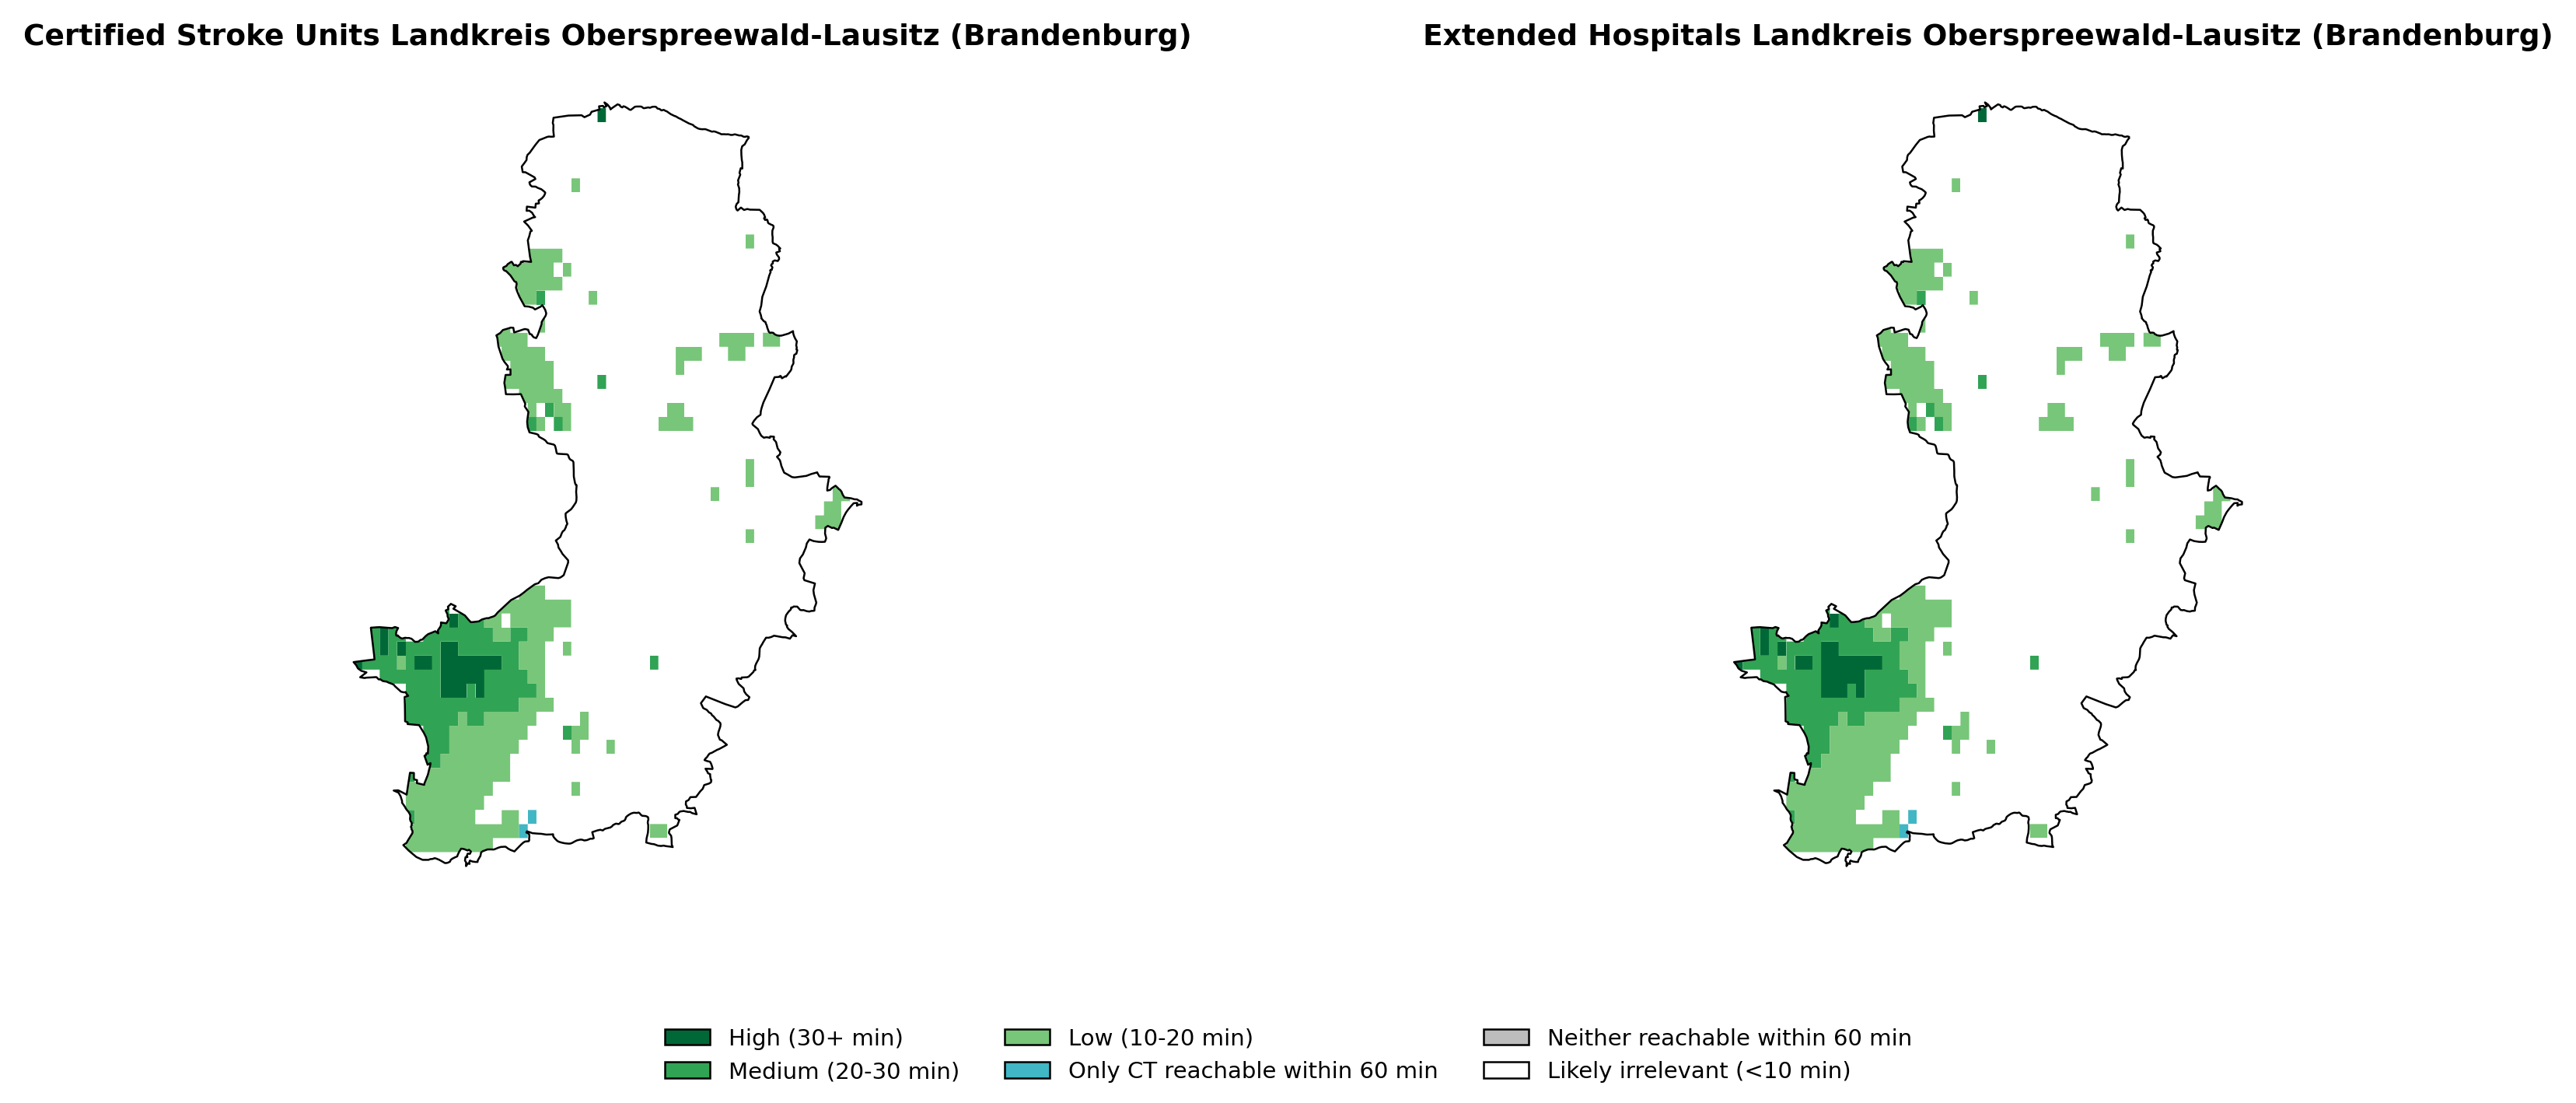 Certified Stroke Units Landkreis Oberspreewald-Lausitz (Brandenburg)
Extended Hospitals Landkreis Oberspreewald-Lausitz (Brandenburg)
High (30+ min)
Medium (20-30 min)
Low (10-20 min)
Only CT reachable within 60 min
Neither reachable within 60 min
Likely irrelevant (<10 min)